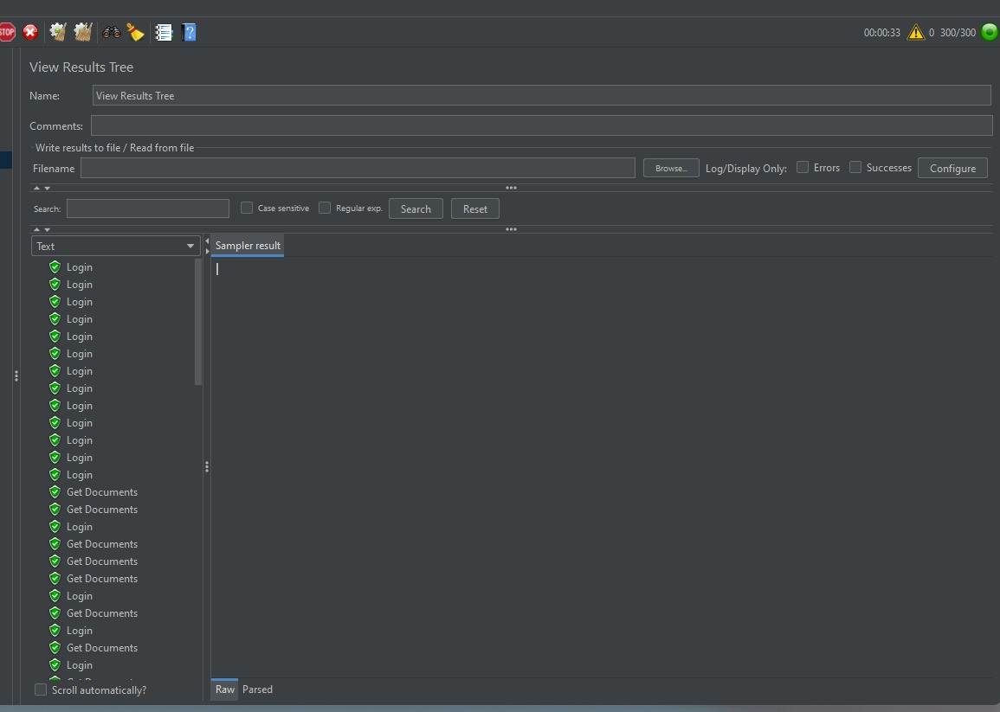 STOP
? 00:00:33 0 300/300
View Results Tree
Name: View Results Tree
Comments:
Write results to file / Read from file
Filename Browse... Log/Display Only: Errors Successes Configure
Search: Case sensitive Regular exp. Search Reset
Text Sampler result
Login
Login
Login
Login
Login
Login
Login
Login
Login
Login
Login
Login
Login
Get Documents
Get Documents
Login
Get Documents
Get Documents
Get Documents
Login
Get Documents
Login
Get Documents
Login
Scroll automatically? Raw Parsed